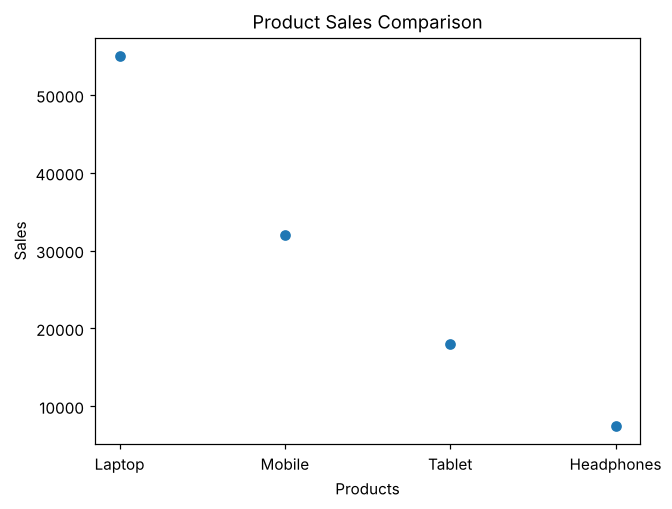 Product Sales Comparison
Sales
50000
40000
30000
20000
10000
Laptop Mobile Tablet Headphones
Products